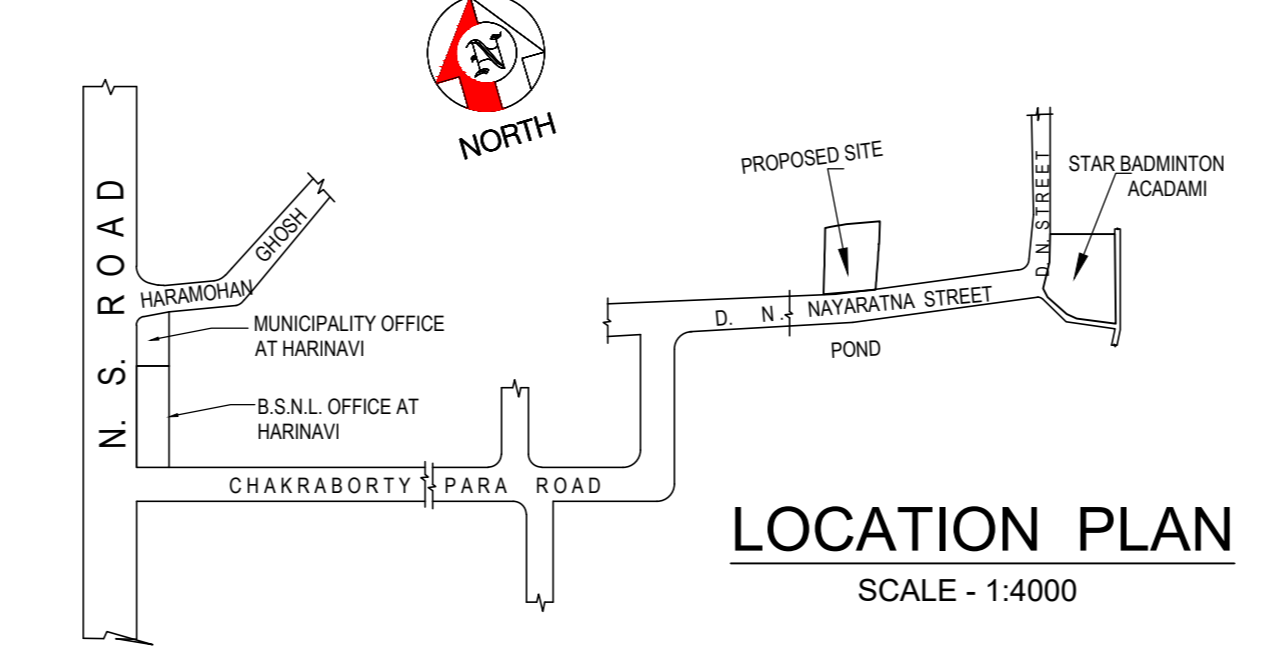 N
NORTH
N. S. ROAD
HARAMOHAN GHOSH
MUNICIPALITY OFFICE
AT HARINAVI
B.S.N.L. OFFICE AT
HARINAVI
CHAKRABORTY PARA ROAD
PROPOSED SITE
D. N. NAYARATNA STREET
POND
D. N. STREET
STAR BADMINTON
ACADAMI
LOCATION PLAN
SCALE - 1:4000